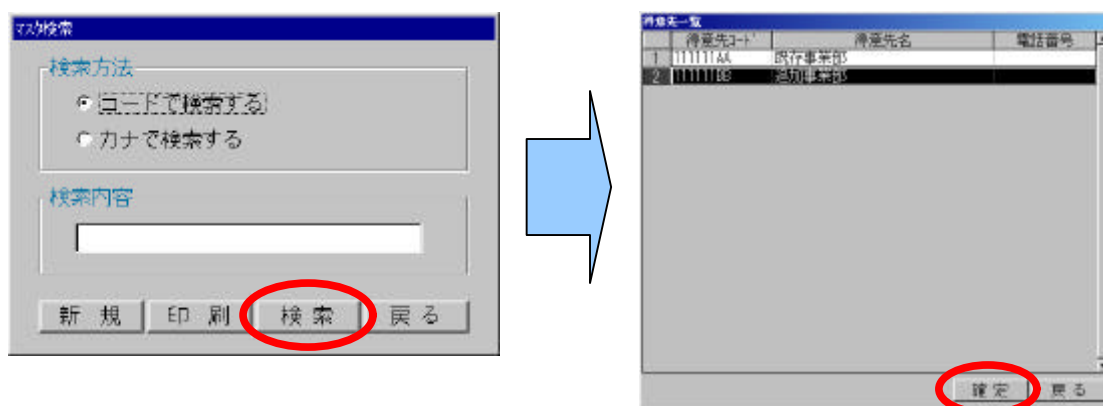 マスタ検索
検索方法
コードで検索する
カナで検索する
検索内容
新 規 印 刷 検 索 戻 る
得意先一覧
得意先コード 得意先名 電話番号
1 111111AA 既存事業部
2 111111BB 追加事業部
確 定 戻 る